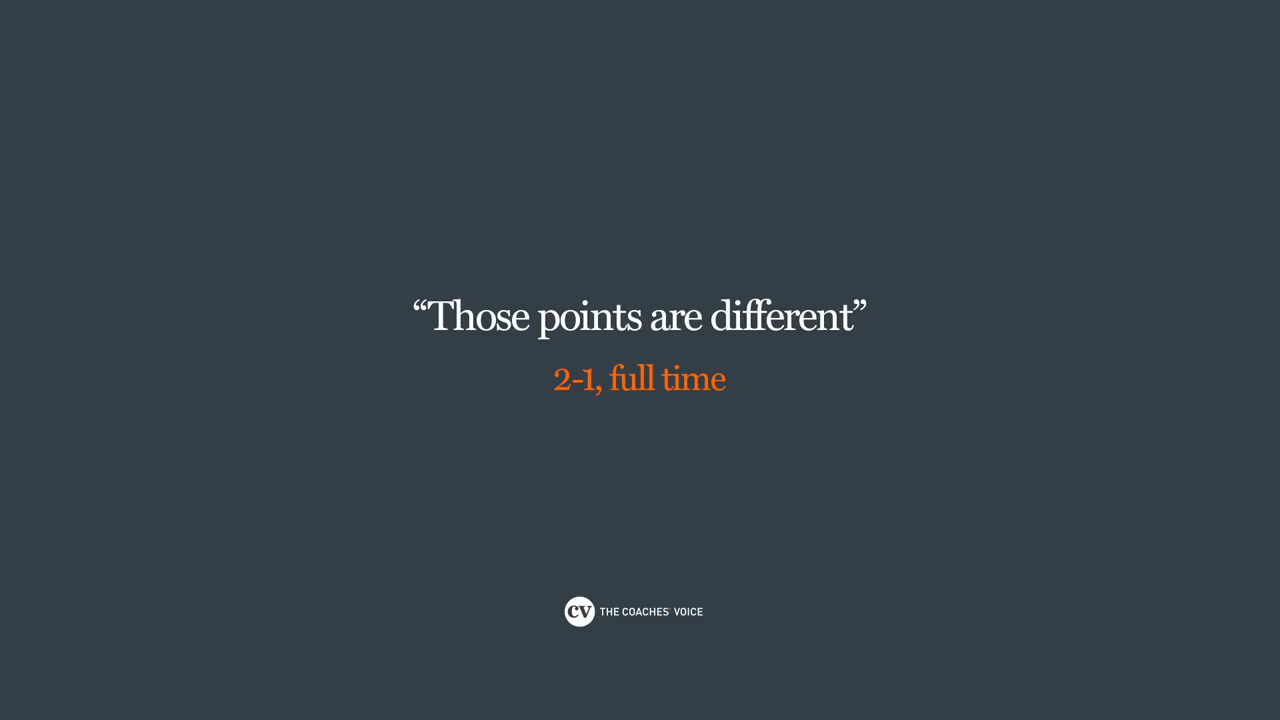 “Those points are different”
2-1, full time
CV THE COACHES' VOICE